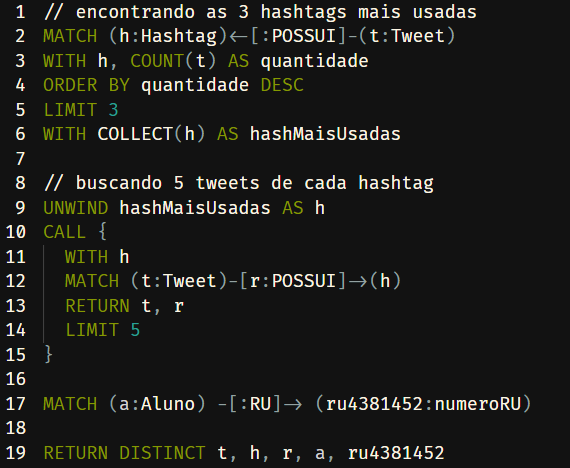 1 // encontrando as 3 hashtags mais usadas
2 MATCH (h:Hashtag)<-[:POSSUI]-(t:Tweet)
3 WITH h, COUNT(t) AS quantidade
4 ORDER BY quantidade DESC
5 LIMIT 3
6 WITH COLLECT(h) AS hashMaisUsadas
7
8 // buscando 5 tweets de cada hashtag
9 UNWIND hashMaisUsadas AS h
10 CALL {
11 WITH h
12 MATCH (t:Tweet)-[r:POSSUI]->(h)
13 RETURN t, r
14 LIMIT 5
15 }
16
17 MATCH (a:Aluno) -[:RU]-> (ru4381452:numeroRU)
18
19 RETURN DISTINCT t, h, r, a, ru4381452